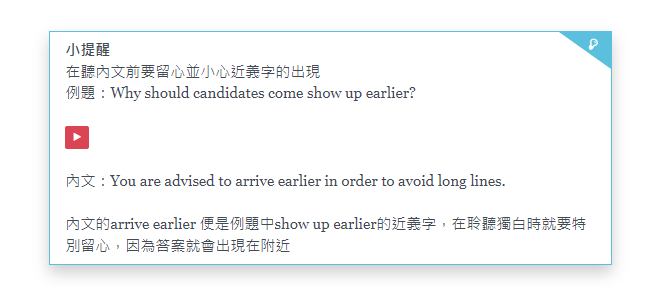 小提醒
在聽內文前要留心並小心近義字的出現
例題：Why should candidates come show up earlier?
內文：You are advised to arrive earlier in order to avoid long lines.
內文的arrive earlier 便是例題中show up earlier的近義字，在聆聽獨白時就要特
別留心，因為答案就會出現在附近